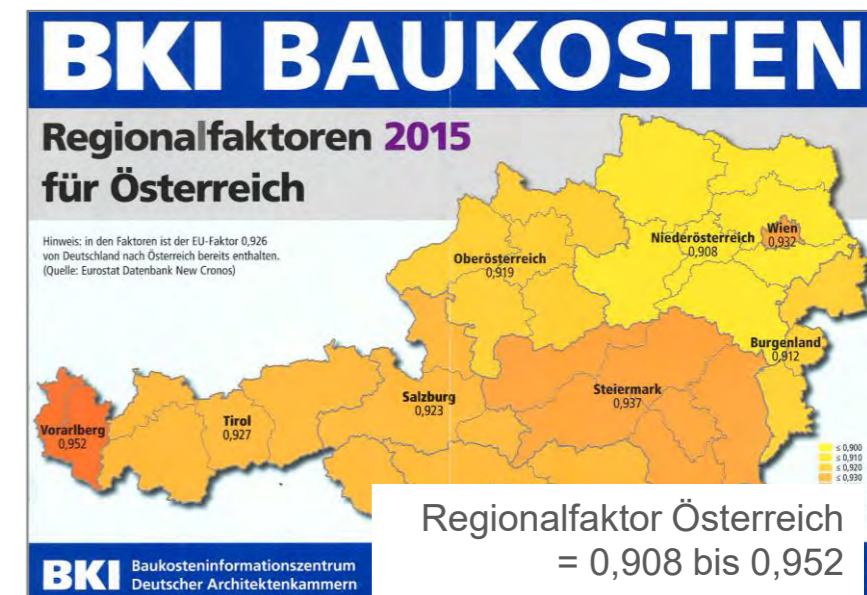 BKI BAUKOSTEN
Regionalfaktoren 2015
für Österreich
Hinweis: in den Faktoren ist der EU-Faktor 0,926
von Deutschland nach Österreich bereits enthalten.
(Quelle: Eurostat Datenbank New Cronos)
Oberösterreich
0,919
Niederösterreich
0,908
Wien
0,932
Burgenland
0,912
Steiermark
0,937
Salzburg
0,923
Tirol
0,927
Vorarlberg
0,952
≤ 0,900
≤ 0,910
≤ 0,920
≤ 0,930
Regionalfaktor Österreich
= 0,908 bis 0,952
BKI Baukosteninformationszentrum
Deutscher Architektenkammern